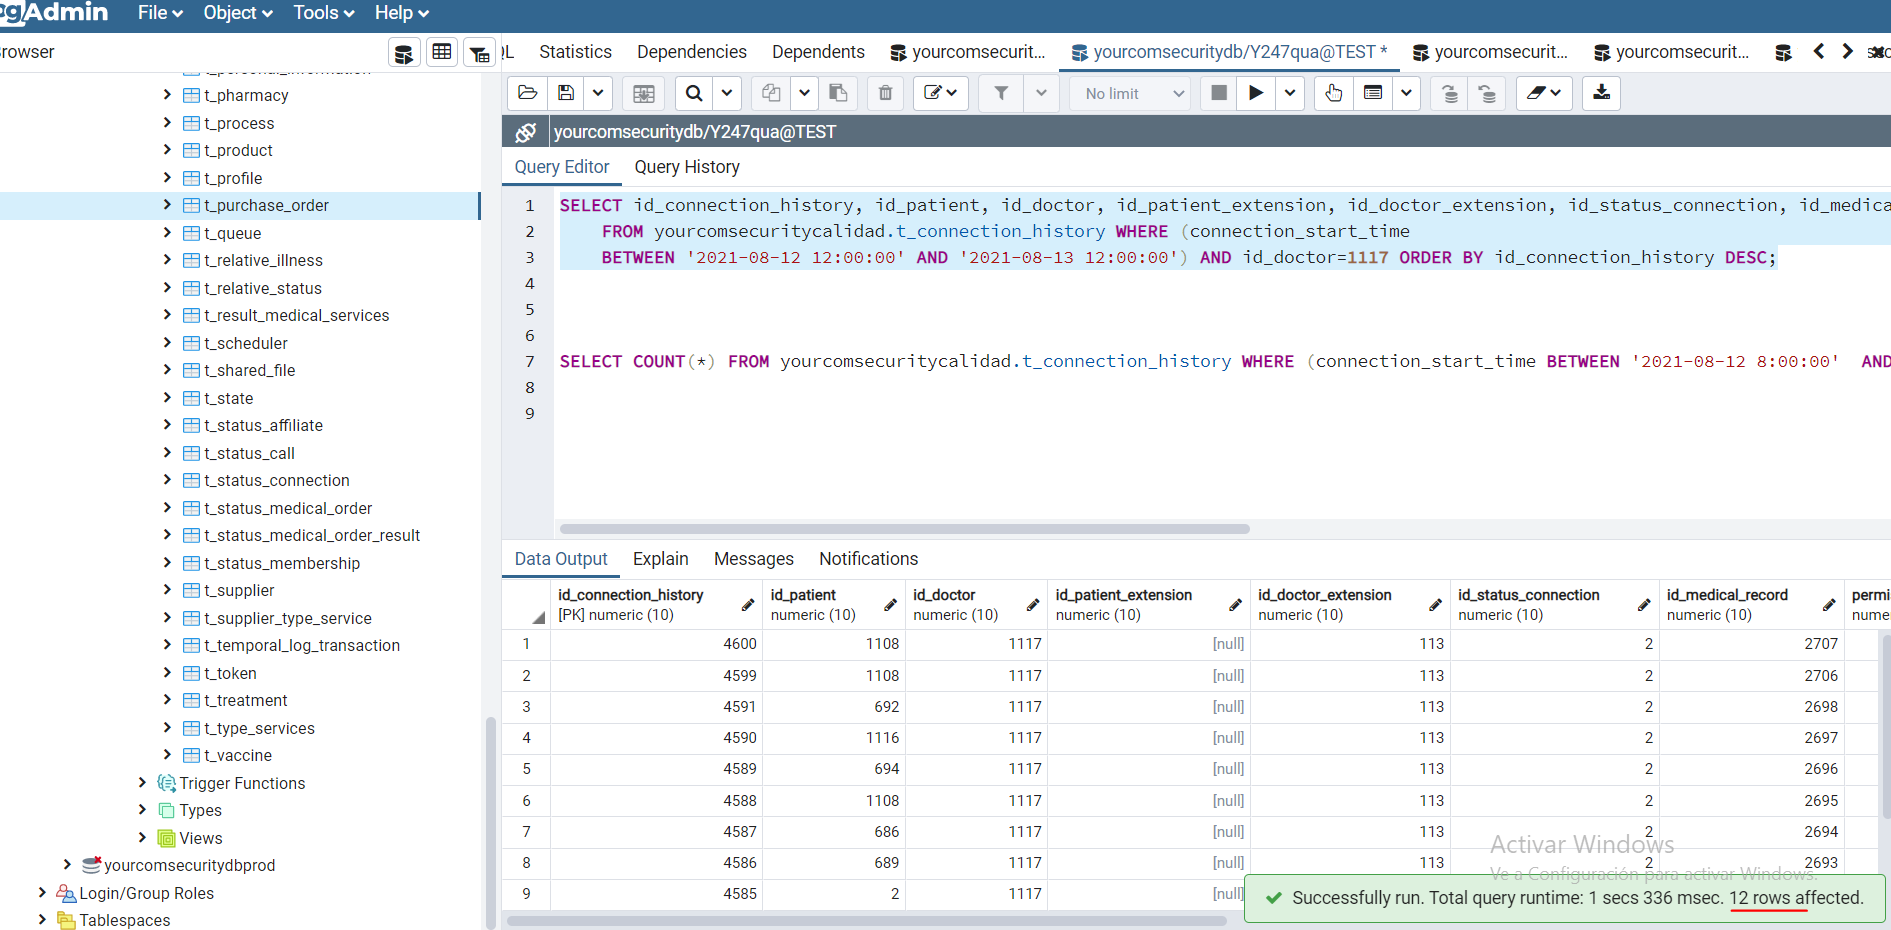 pgAdmin File Object Tools Help
rowser
QL Statistics Dependencies Dependents yourcomsecurit... yourcomsecuritydb/Y247qua@TEST * yourcomsecurit... yourcomsecurit...
No limit
yourcomsecuritydb/Y247qua@TEST
Query Editor Query History
t_personal_information
t_pharmacy
t_process
t_product
t_profile
t_purchase_order
t_queue
t_relative_illness
t_relative_status
t_result_medical_services
t_scheduler
t_shared_file
t_state
t_status_affiliate
t_status_call
t_status_connection
t_status_medical_order
t_status_medical_order_result
t_status_membership
t_supplier
t_supplier_type_service
t_temporal_log_transaction
t_token
t_treatment
t_type_services
t_vaccine
Trigger Functions
Types
Views
yourcomsecuritydbprod
Login/Group Roles
Tablespaces
1 SELECT id_connection_history, id_patient, id_doctor, id_patient_extension, id_doctor_extension, id_status_connection, id_medica
2 FROM yourcomsecuritycalidad.t_connection_history WHERE (connection_start_time
3 BETWEEN '2021-08-12 12:00:00' AND '2021-08-13 12:00:00') AND id_doctor=1117 ORDER BY id_connection_history DESC;
4
5
6
7 SELECT COUNT(*) FROM yourcomsecuritycalidad.t_connection_history WHERE (connection_start_time BETWEEN '2021-08-12 8:00:00' AND
8
9
Data Output Explain Messages Notifications
id_connection_history id_patient id_doctor id_patient_extension id_doctor_extension id_status_connection id_medical_record permi
[PK] numeric (10) numeric (10) numeric (10) numeric (10) numeric (10) numeric (10) numeric (10) nume
1 4600 1108 1117 [null] 113 2 2707
2 4599 1108 1117 [null] 113 2 2706
3 4591 692 1117 [null] 113 2 2698
4 4590 1116 1117 [null] 113 2 2697
5 4589 694 1117 [null] 113 2 2696
6 4588 1108 1117 [null] 113 2 2695
7 4587 686 1117 [null] 113 2 2694
8 4586 689 1117 [null] 113 2 2693
9 4585 2 1117 [null]
Activar Windows
Ve a Configuración para activar Windows.
Successfully run. Total query runtime: 1 secs 336 msec. 12 rows affected.